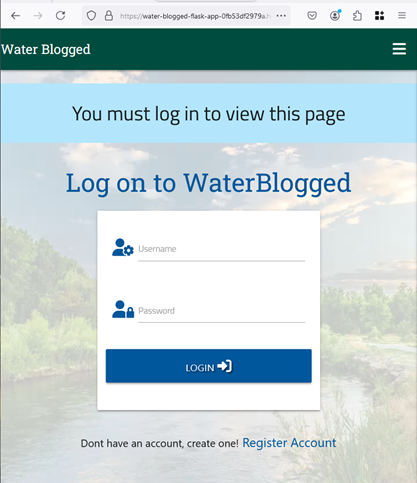 https://water-blogged-flask-app-0fb53df2979a.h
Water Blogged
You must log in to view this page
Log on to WaterBlogged
Username
Password
LOGIN
Dont have an account, create one! Register Account